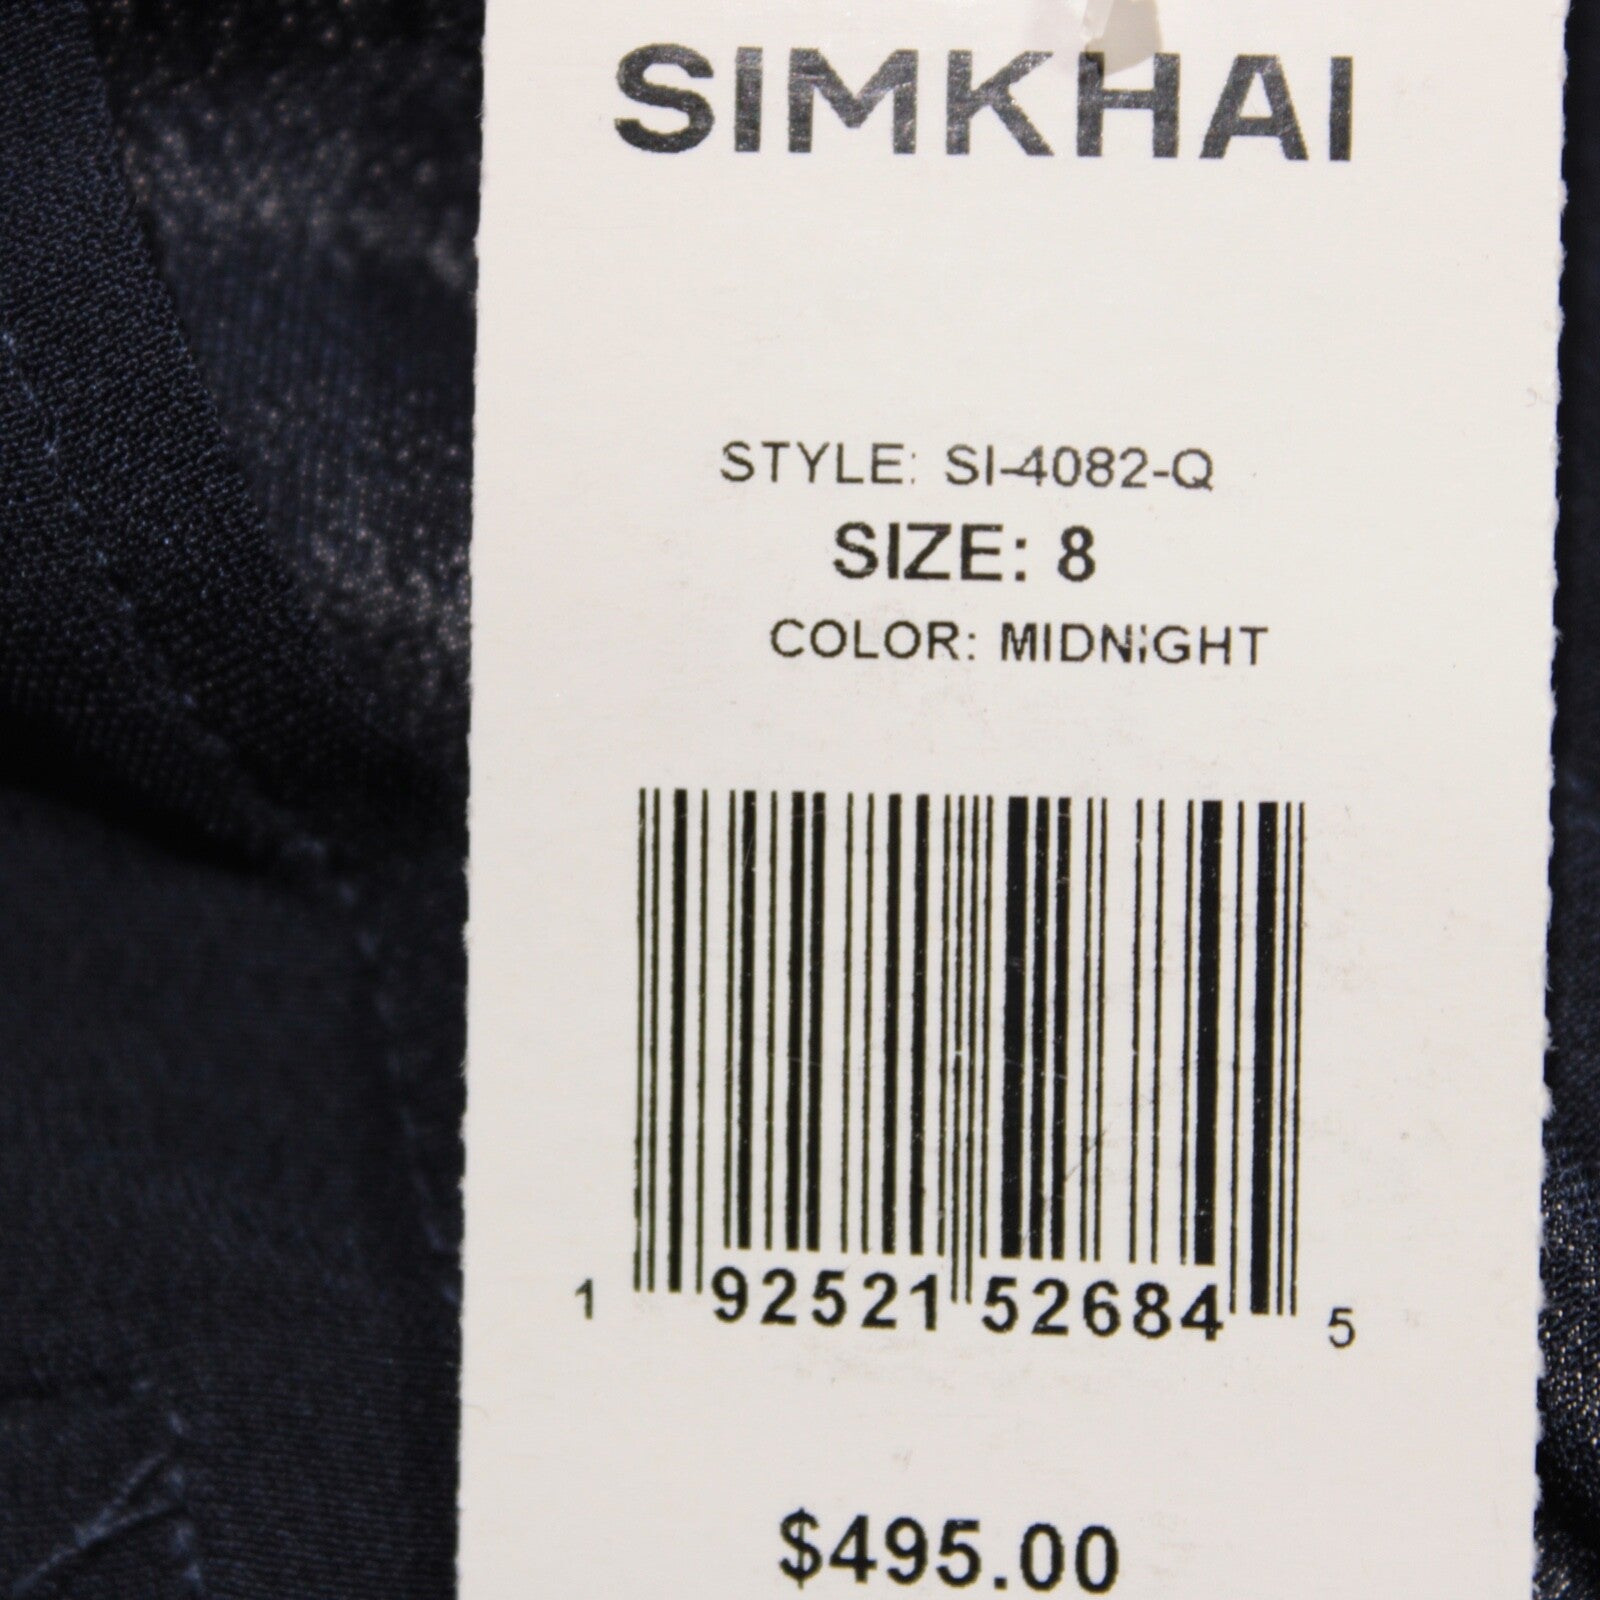 SIMKHAI
STYLE: SI-4082-Q
SIZE: 8
COLOR: MIDNIGHT
1 92521 52684 5
$495.00